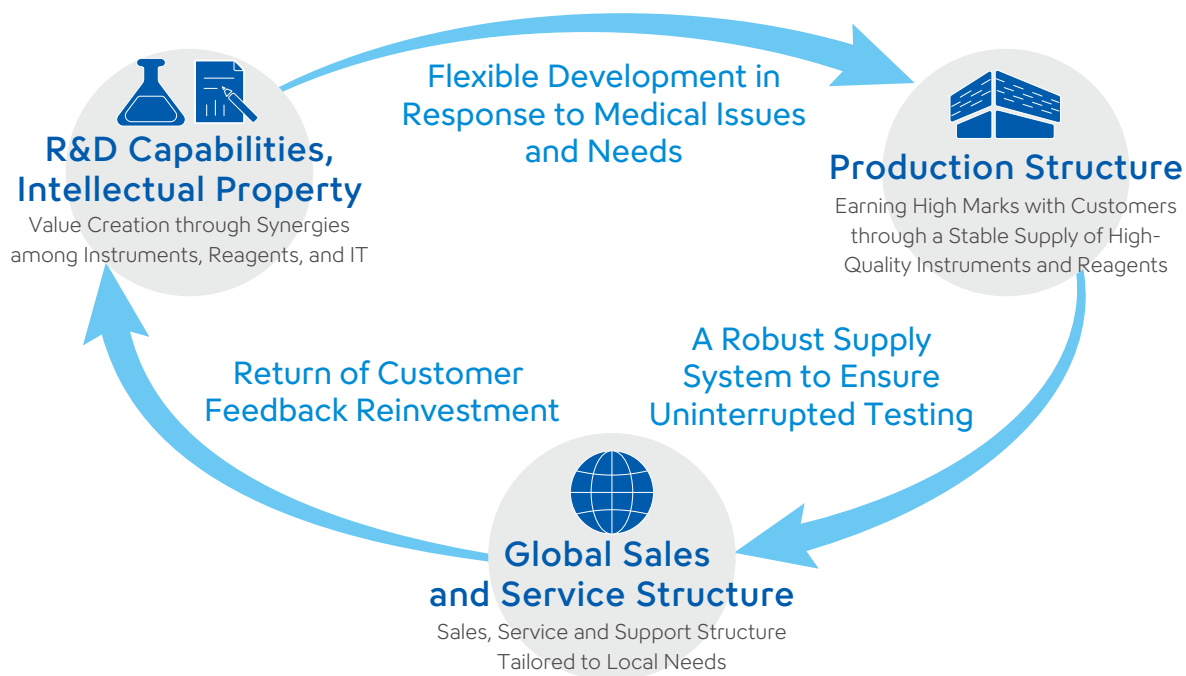 Flexible Development in
Response to Medical Issues
and Needs
R&D Capabilities,
Intellectual Property
Value Creation through Synergies
among Instruments, Reagents, and IT
Production Structure
Earning High Marks with Customers
through a Stable Supply of High-
Quality Instruments and Reagents
A Robust Supply
System to Ensure
Uninterrupted Testing
Return of Customer
Feedback Reinvestment
Global Sales
and Service Structure
Sales, Service and Support Structure
Tailored to Local Needs